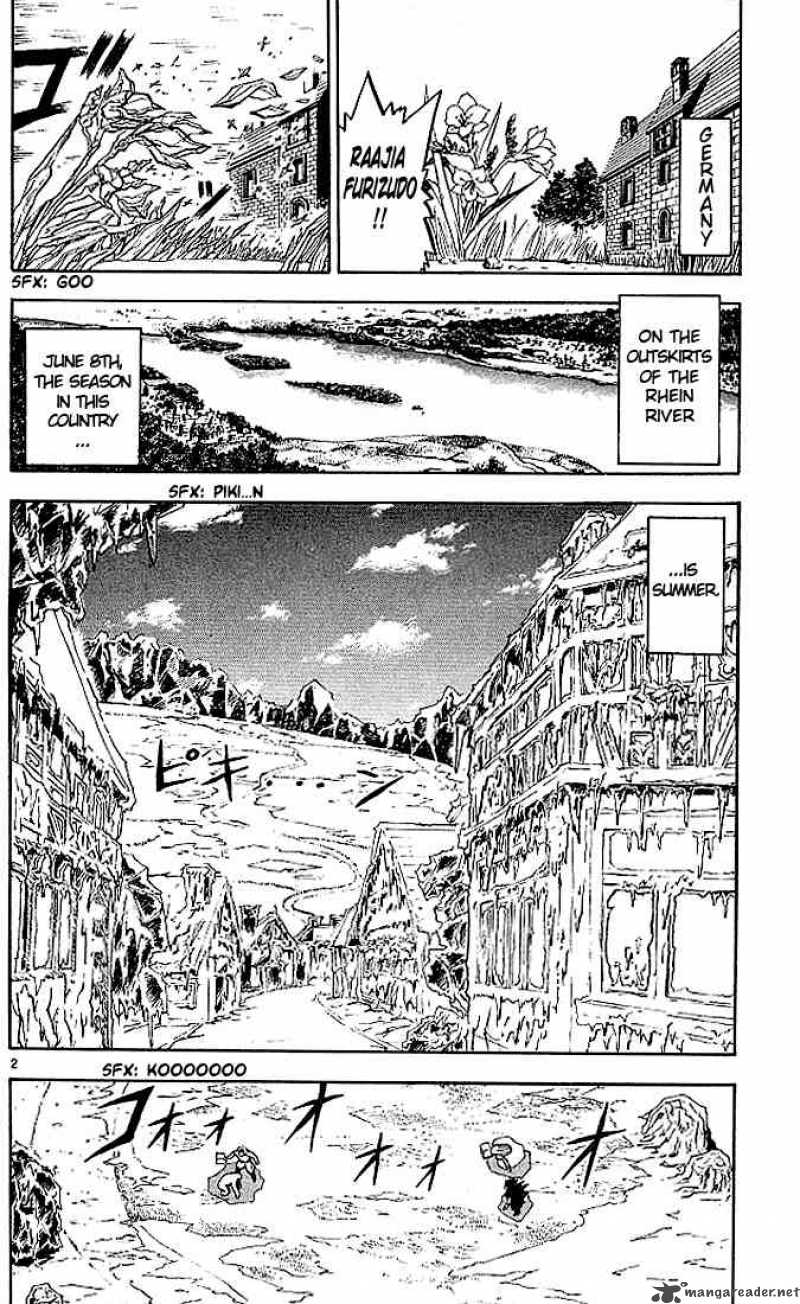 GERMANY
RAAJIA
FURIZUDO
!!
ゴ"
SFX: GOO
ON THE
OUTSKIRTS
OF THE
RHEIN
RIVER
JUNE 8TH,
THE SEASON
IN THIS
COUNTRY
...
SFX: PIKI...N
...IS
SUMMER.
ピキ...ン
2
SFX: KOOOOOOO
コオオオオオオ
mangareader.net